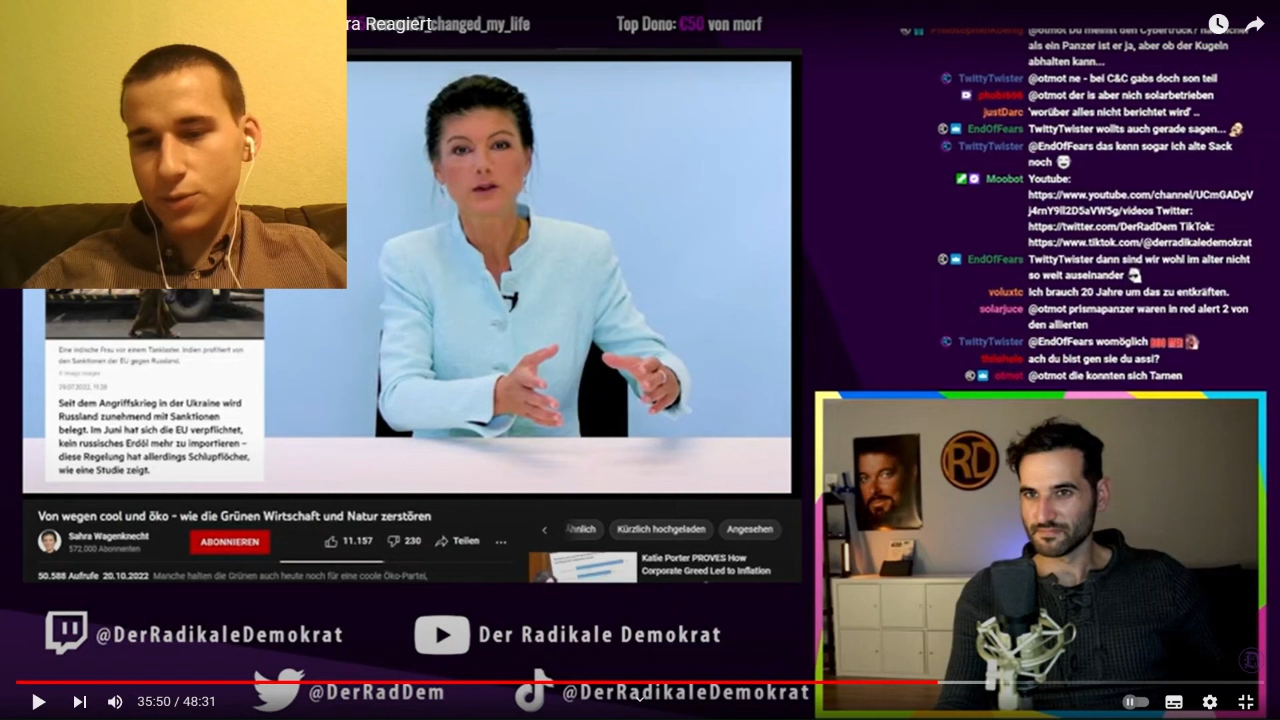 ra Reagiert
_changed_my_life
Top Dono: €50 von morf
@otmot Du meinst den Cybertruck?
als ein Panzer ist er ja, aber ob der Kugeln
abhalten kann...
TwittyTwister @otmot ne - bei C&C gabs doch son teil
@otmot der is aber nich solarbetrieben
justDarc 'worüber alles nicht berichtet wird' ..
EndOfFears TwittyTwister wollts auch gerade sagen...
TwittyTwister @EndOfFears das kenn sogar ich alte Sack
noch
Moobot Youtube:
https://www.youtube.com/channel/UCmGADgV
j4rnY9Il2D5aVW5g/videos Twitter:
https://twitter.com/DerRadDem TikTok:
https://www.tiktok.com/@derradikaledemokrat
EndOfFears TwittyTwister dann sind wir wohl im alter nicht
so weit auseinander
voluxtc Ich brauch 20 Jahre um das zu entkräften.
solarjuce @otmot prismapanzer waren in red alert 2 von
den alliierten
TwittyTwister @EndOfFears womöglich
ach du bist gen sie du assi?
otmot @otmot die konnten sich Tarnen
Eine indische Frau vor einem Tanklaster. Indien profitiert von
den Sanktionen der EU gegen Russland.
29.07.2022, 11:28
Seit dem Angriffskrieg in der Ukraine wird
Russland zunehmend mit Sanktionen
belegt. Im Juni hat sich die EU verpflichtet,
kein russisches Erdöl mehr zu importieren –
diese Regelung hat allerdings Schlupflöcher,
wie eine Studie zeigt.
Von wegen cool und öko - wie die Grünen Wirtschaft und Natur zerstören
Sahra Wagenknecht
572.000 Abonnenten
ABONNIEREN
11.157
230
Teilen
Ähnlich
Kürzlich hochgeladen
Angesehen
Katie Porter PROVES How
Corporate Greed Led to Inflation
50.588 Aufrufe 20.10.2022 Manche halten die Grünen auch heute noch für eine coole Öko-Partei,
RD
@DerRadikaleDemokrat
Der Radikale Demokrat
@DerRadDem
@DerRadikaleDemokrat
35:50 / 48:31